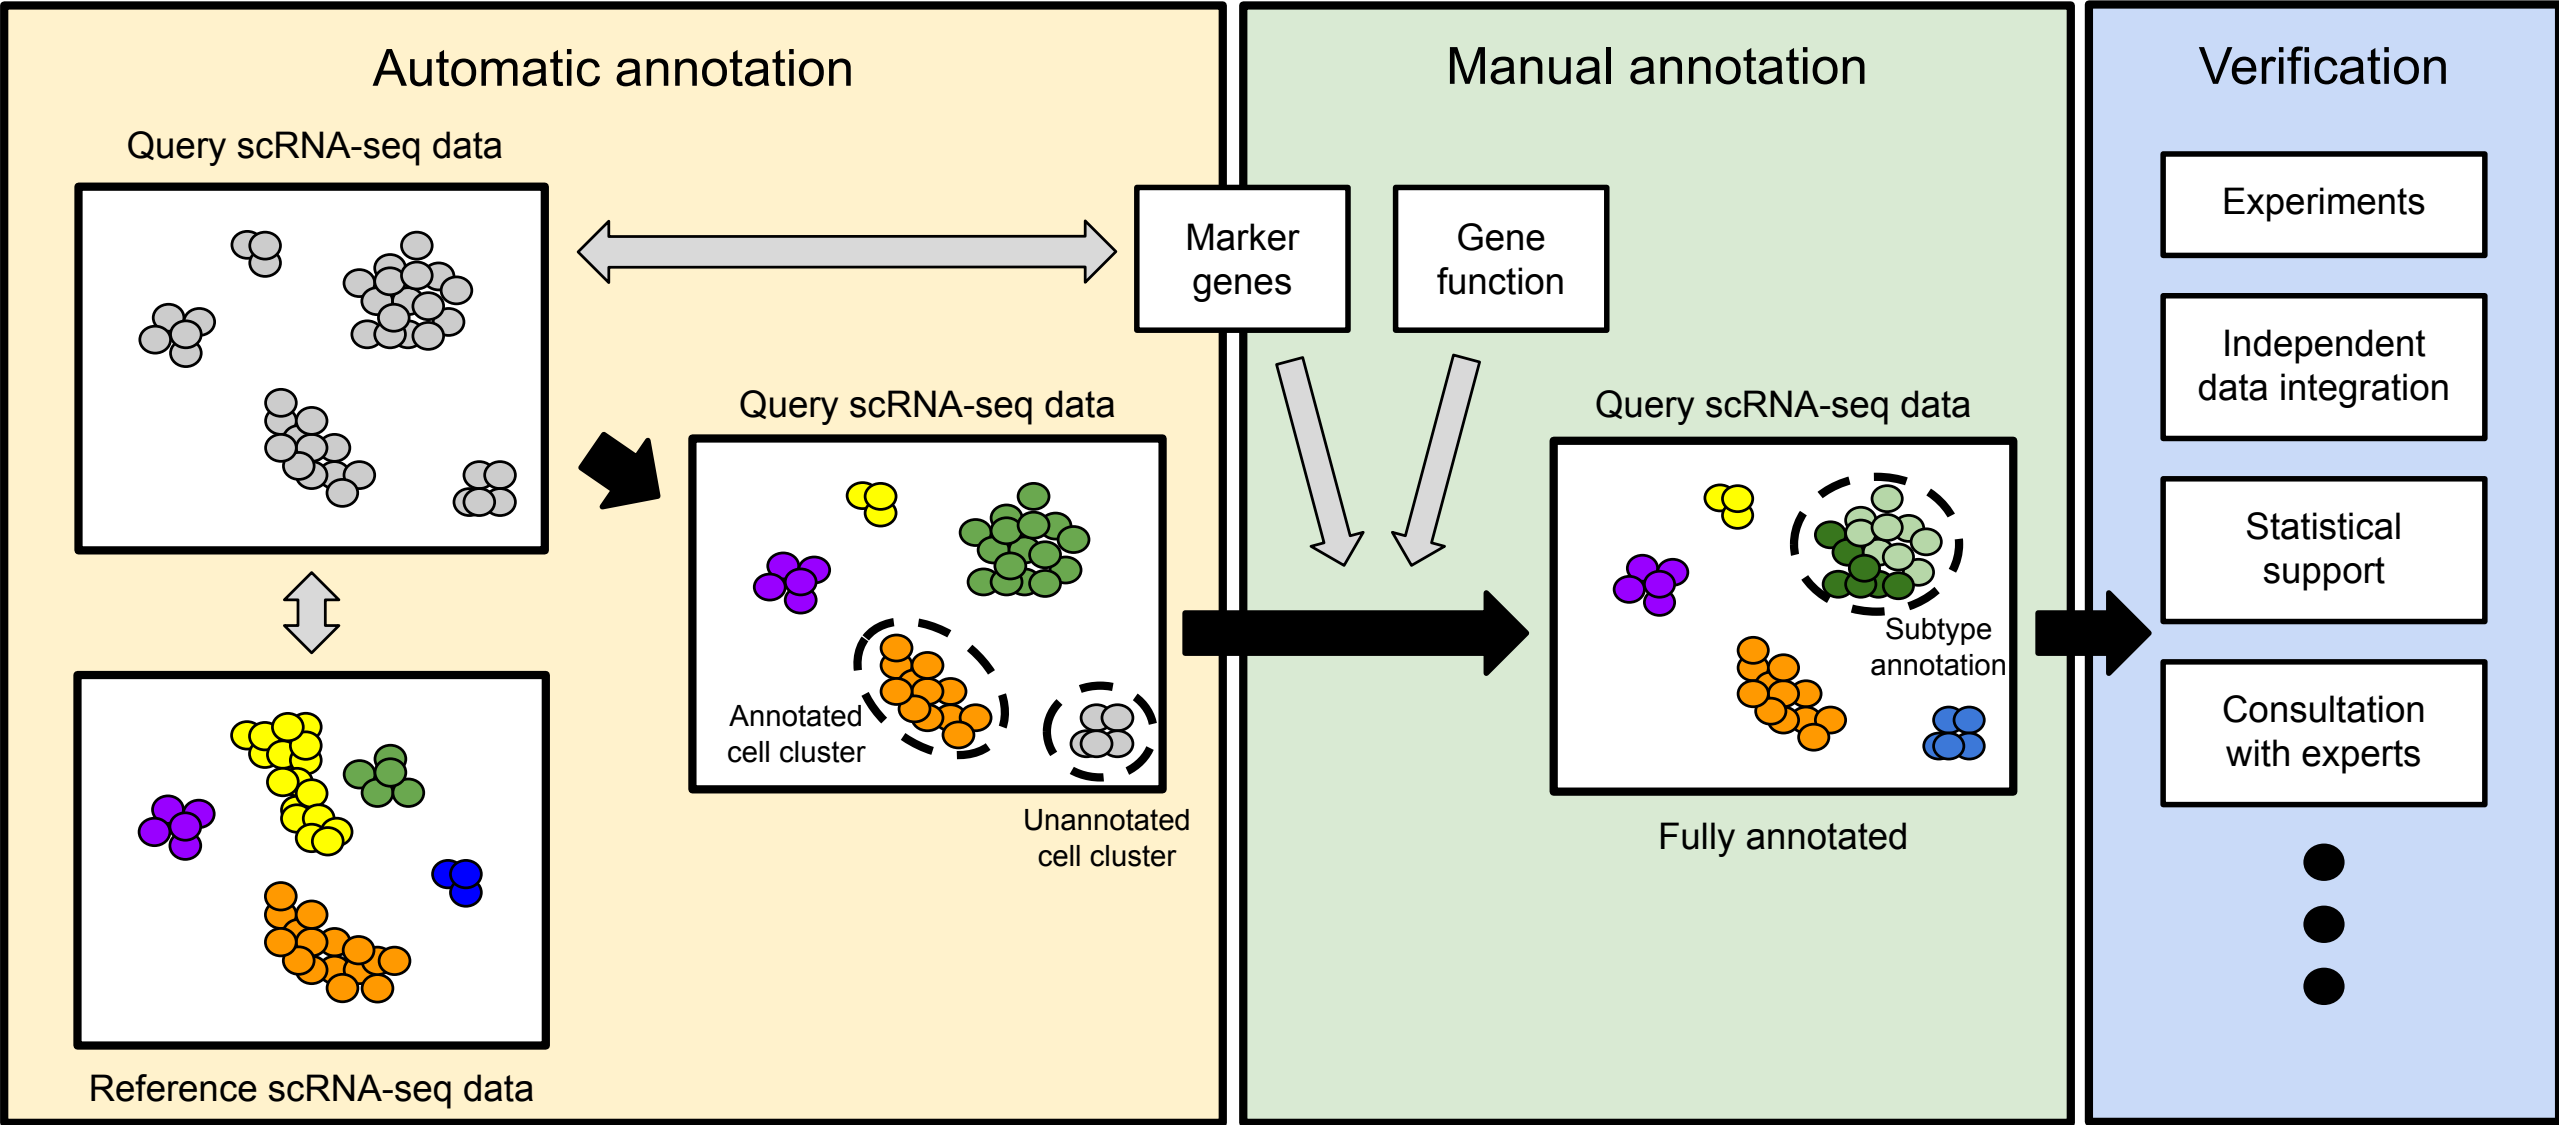 Automatic annotation
Query scRNA-seq data
Reference scRNA-seq data
Query scRNA-seq data
Annotated
cell cluster
Unannotated
cell cluster
Manual annotation
Marker
genes
Gene
function
Query scRNA-seq data
Subtype
annotation
Fully annotated
Verification
Experiments
Independent
data integration
Statistical
support
Consultation
with experts